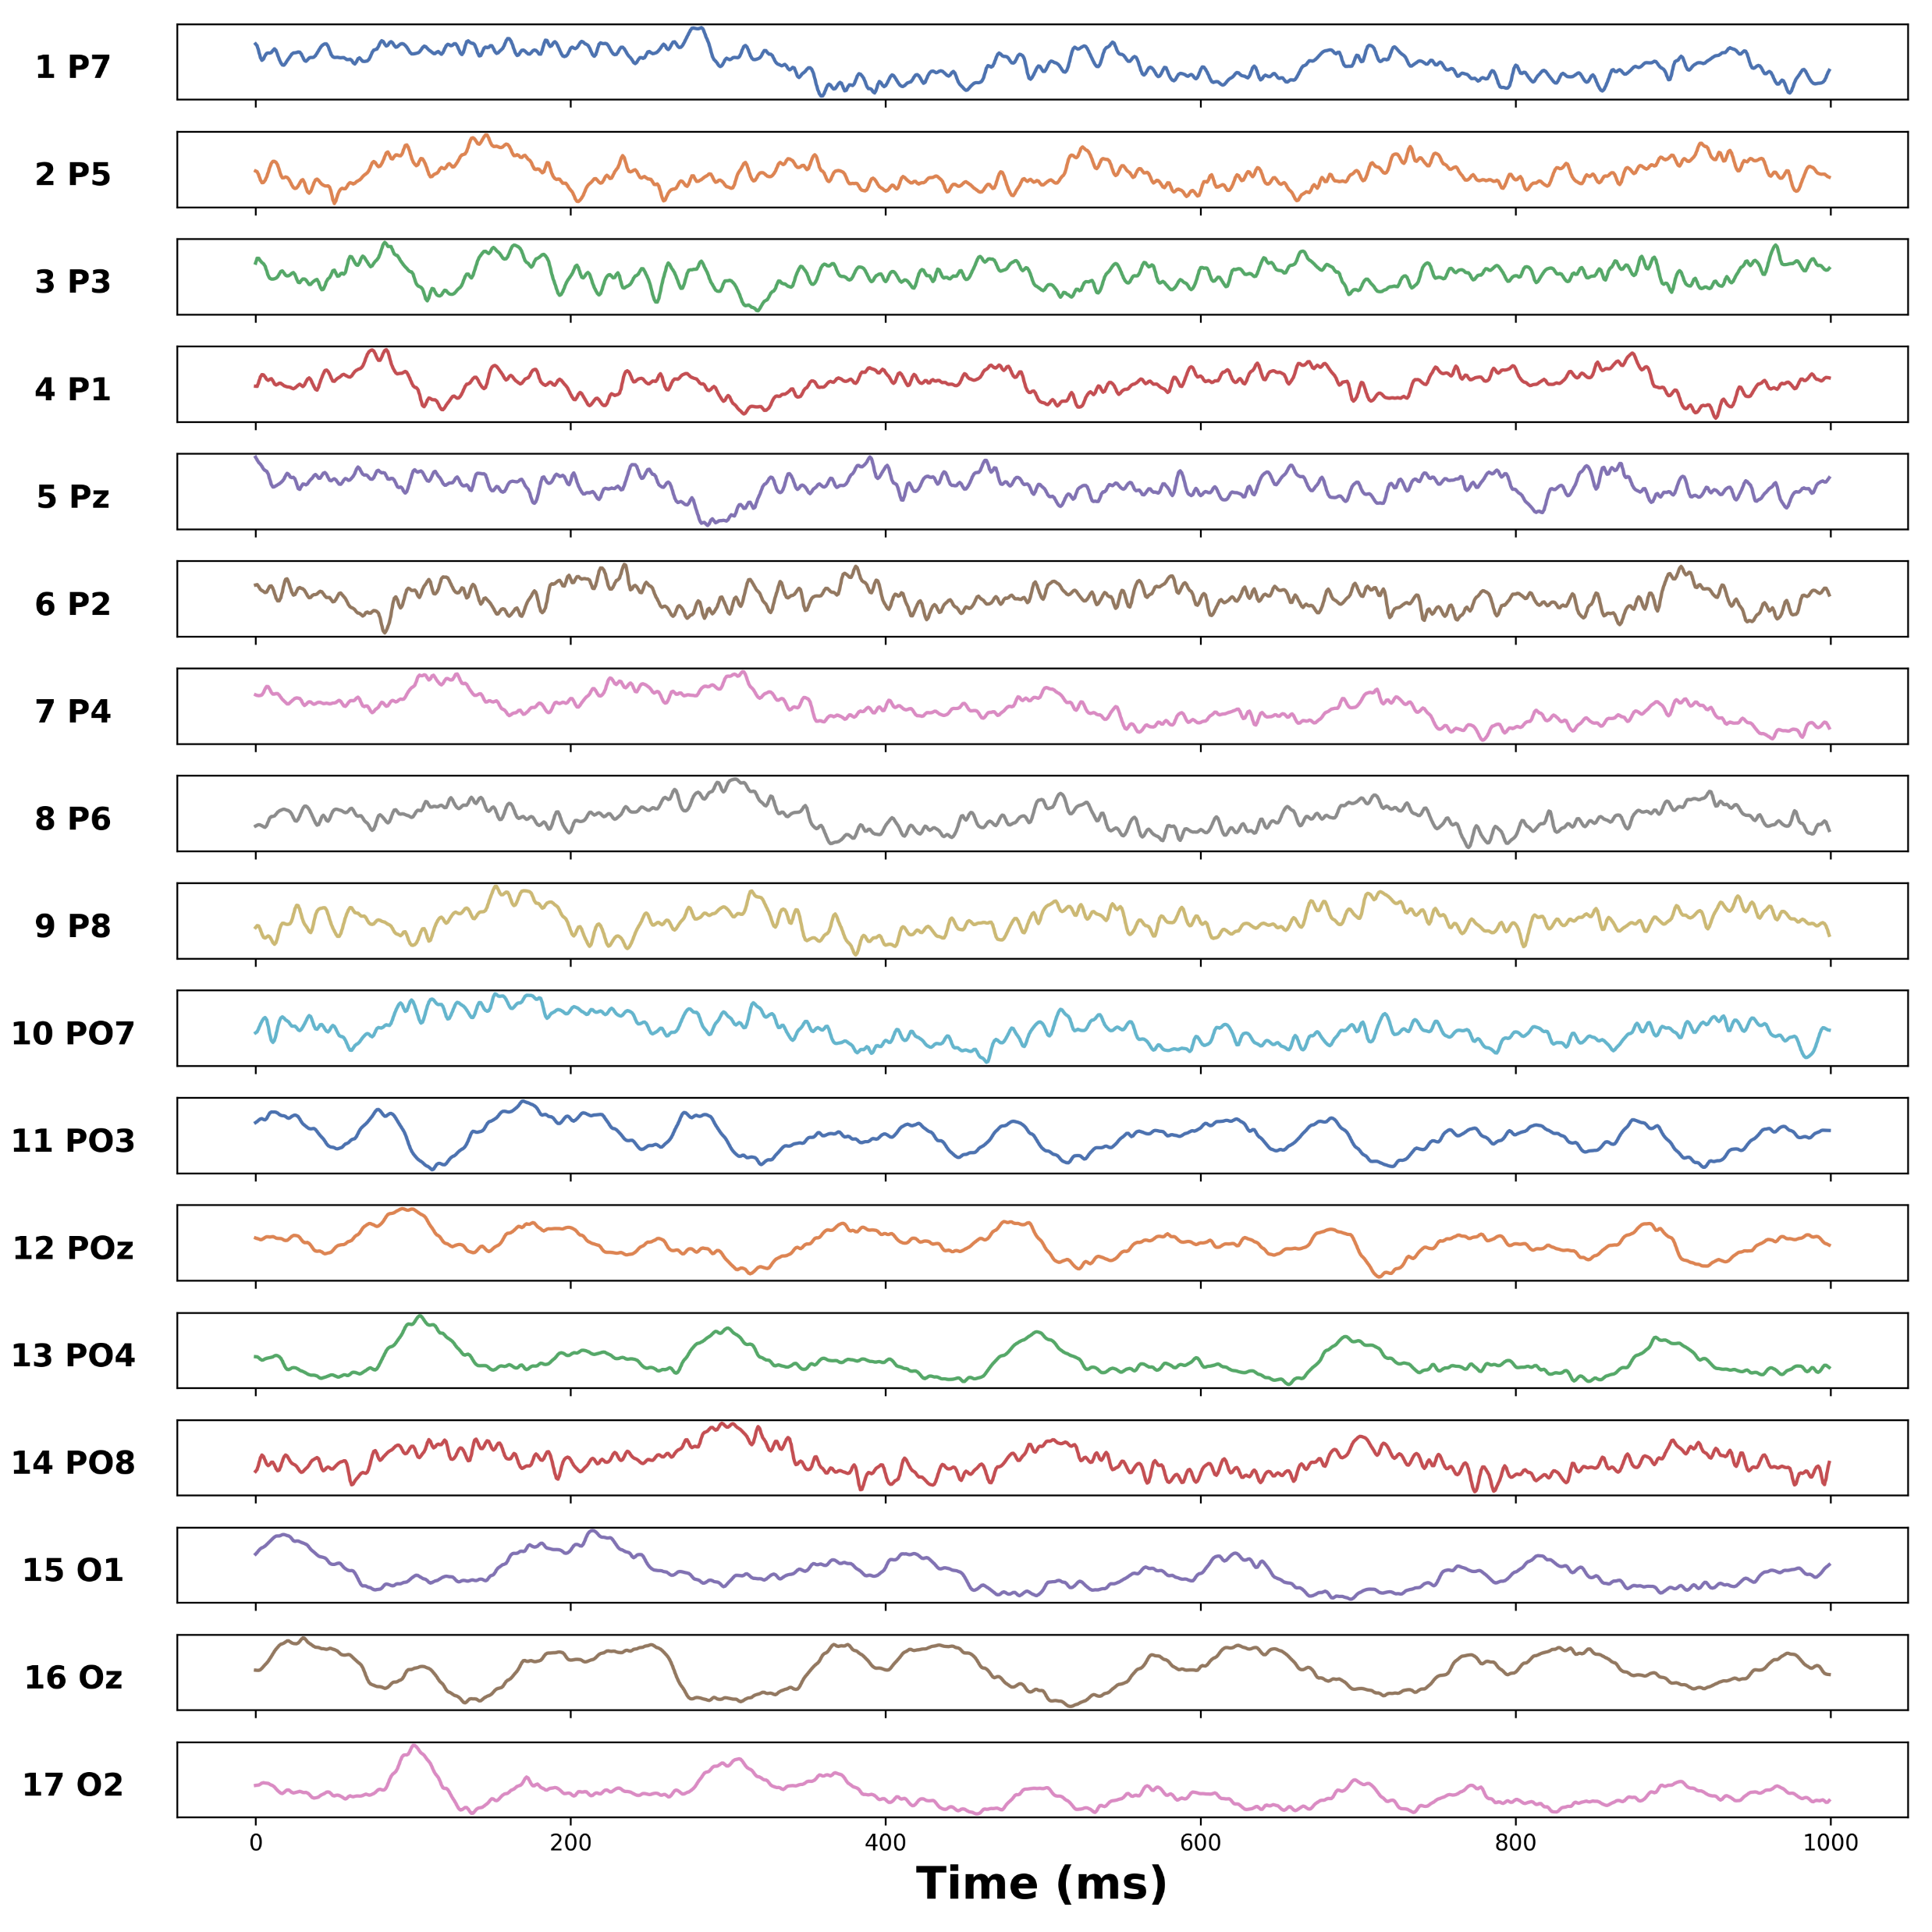 1 P7
2 P5
3 P3
4 P1
5 Pz
6 P2
7 P4
8 P6
9 P8
10 PO7
11 PO3
12 POz
13 PO4
14 PO8
15 O1
16 Oz
17 O2
0 200 400 600 800 1000
Time (ms)